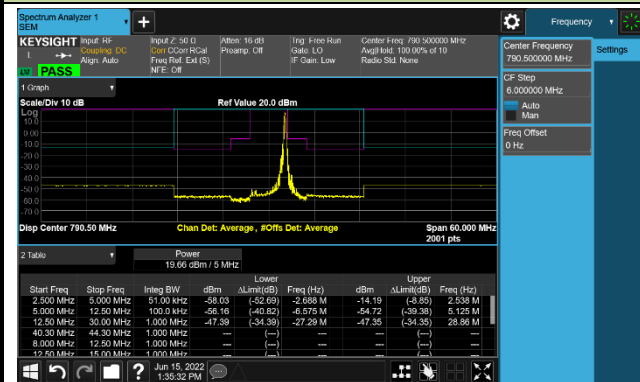 Spectrum Analyzer 1
SEM
Frequency
KEYSIGHT
Input: RF
Coupling: DC
Align: Auto
Input Z: 50 Ω
Corr CCorr RCal
Freq Ref: Ext (S)
NFE: Off
Atten: 16 dB
Preamp: Off
Trig: Free Run
Gate: LO
IF Gain: Low
Center Freq: 790.500000 MHz
Avg|Hold: 100.00% of 10
Radio Std: None
L
PASS
Center Frequency
790.500000 MHz
Settings
CF Step
6.000000 MHz
Auto
Man
Freq Offset
0 Hz
1 Graph
Scale/Div 10 dB
Ref Value 20.0 dBm
Log
10.0
0.00
-10.0
-20.0
-30.0
-40.0
-50.0
-60.0
-70.0
Disp Center 790.50 MHz
Chan Det: Average, #Offs Det: Average
Span 60.000 MHz
2001 pts
2 Table
Power
19.66 dBm / 5 MHz
Lower Upper
Start Freq Stop Freq Integ BW dBm ΔLimit(dB) Freq (Hz) dBm ΔLimit(dB) Freq (Hz)
2.500 MHz 5.000 MHz 51.00 kHz -58.03 (-52.69) -2.688 M -14.19 (-8.85) 2.538 M
5.000 MHz 12.50 MHz 100.0 kHz -56.16 (-40.82) -6.575 M -54.72 (-39.38) 5.125 M
12.50 MHz 30.00 MHz 1.000 MHz -47.39 (-34.39) -27.29 M -47.35 (-34.35) 28.86 M
40.30 MHz 44.30 MHz 1.000 MHz --- (---) --- --- (---) ---
8.000 MHz 12.50 MHz 1.000 MHz --- (---) --- --- (---) ---
12.50 MHz 15.00 MHz 1.000 MHz --- (---) --- --- (---) ---
Jun 15, 2022
1:35:32 PM